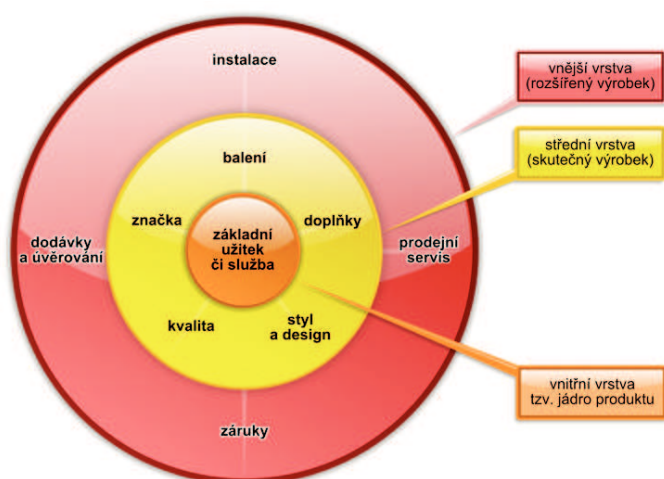 instalace
vnější vrstva
(rozšířený výrobek)
balení
střední vrstva
(skutečný výrobek)
značka
doplňky
základní
užitek
či služba
dodávky
a úvěrování
prodejní
servis
kvalita
styl
a design
vnitřní vrstva
tzv. jádro produktu
záruky